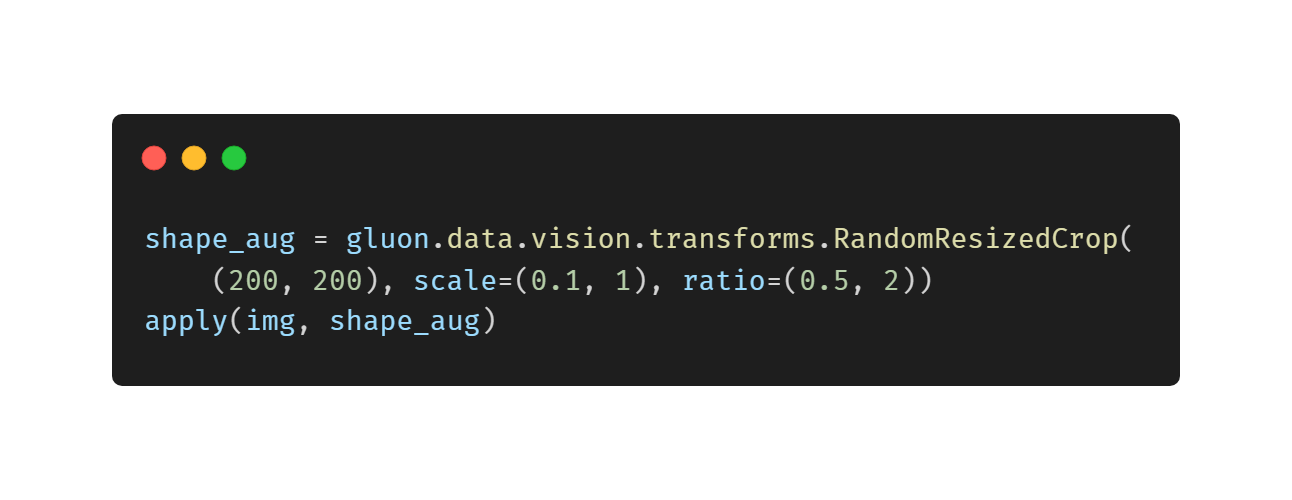 shape_aug = gluon.data.vision.transforms.RandomResizedCrop(
    (200, 200), scale=(0.1, 1), ratio=(0.5, 2))
apply(img, shape_aug)